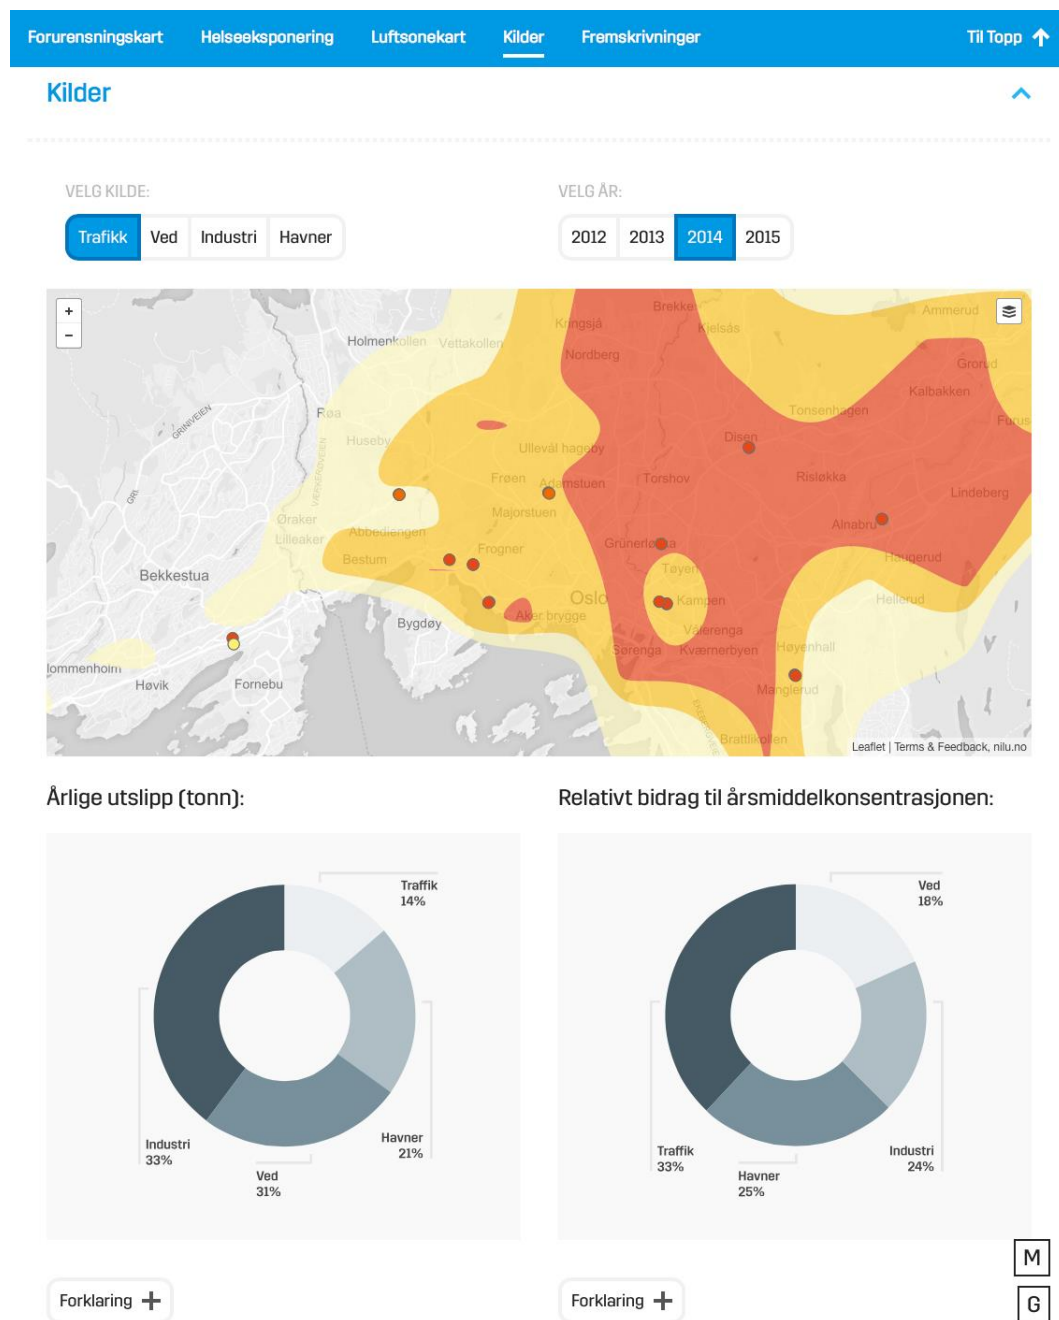 Forurensningskart Helseeksponering Luftsonekart Kilder Fremskrivninger Til Topp
Kilder
VELG KILDE: VELG ÅR:
Trafikk Ved Industri Havner 2012 2013 2014 2015
+
-
Brekke
Ammerud
Kringsjå
Kjelsås
Holmenkollen
Vettakollen
Nordberg
Grorud
Kalbakken
GRINIVEIEN
Røa
Tonsenhagen
Huseby
Ullevål hageby
Disen
Frøen
Adamstuen
Torshov
Risløkka
Lindeberg
Majorstuen
Øraker
Lilleaker
Abbediengen
Alnabru
Grünerløkka
Frogner
Bestum
Haugerud
Bekkestua
Tøyen
Oslo
Kampen
Hellerud
Bygdøy
Aker brygge
Vålerenga
Sørenga
Kværnerbyen
Høyenhall
Høvik
Fornebu
Manglerud
Brattlikollen
Leaflet | Terms & Feedback, nilu.no
Årlige utslipp (tonn): Relativt bidrag til årsmiddelkonsentrasjonen:
Traffik
14%
Havner
21%
Industri
33%
Ved
31%
Ved
18%
Traffik
33%
Industri
24%
Havner
25%
M
Forklaring + Forklaring +
G